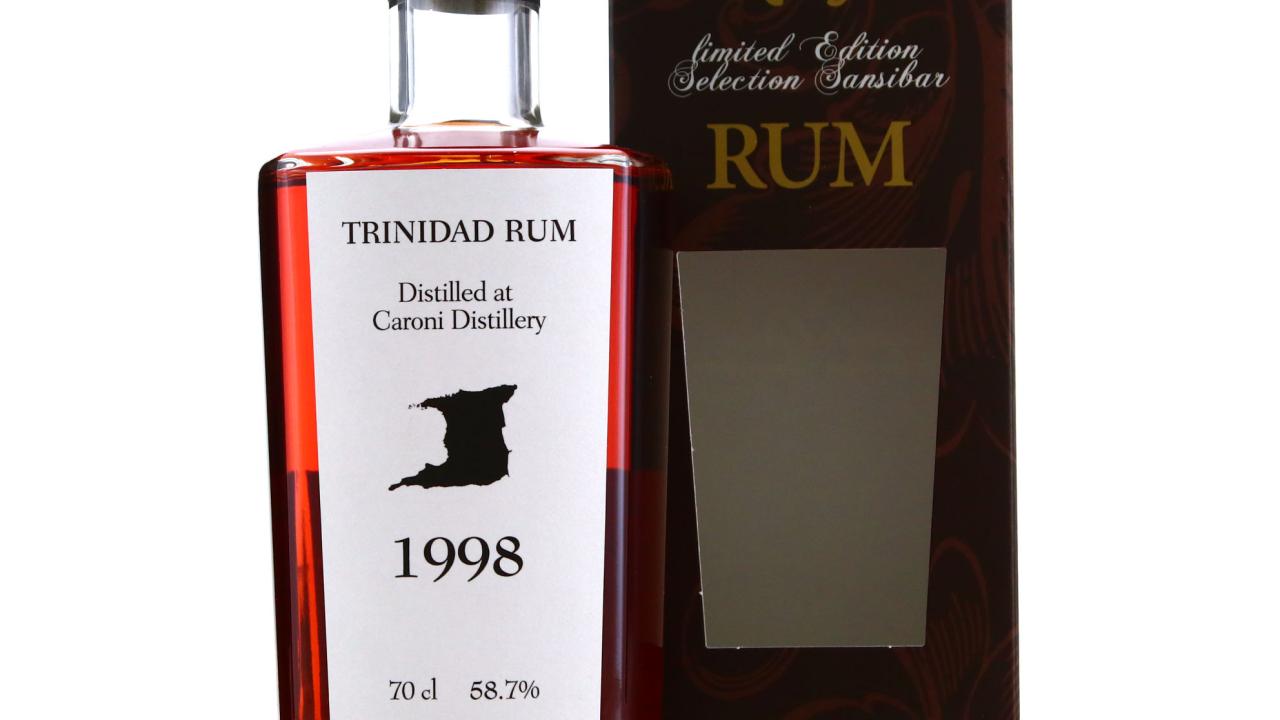 limited Edition
Selection Sansibar
RUM
TRINIDAD RUM
Distilled at
Caroni Distillery
1998
70 cl 58.7%